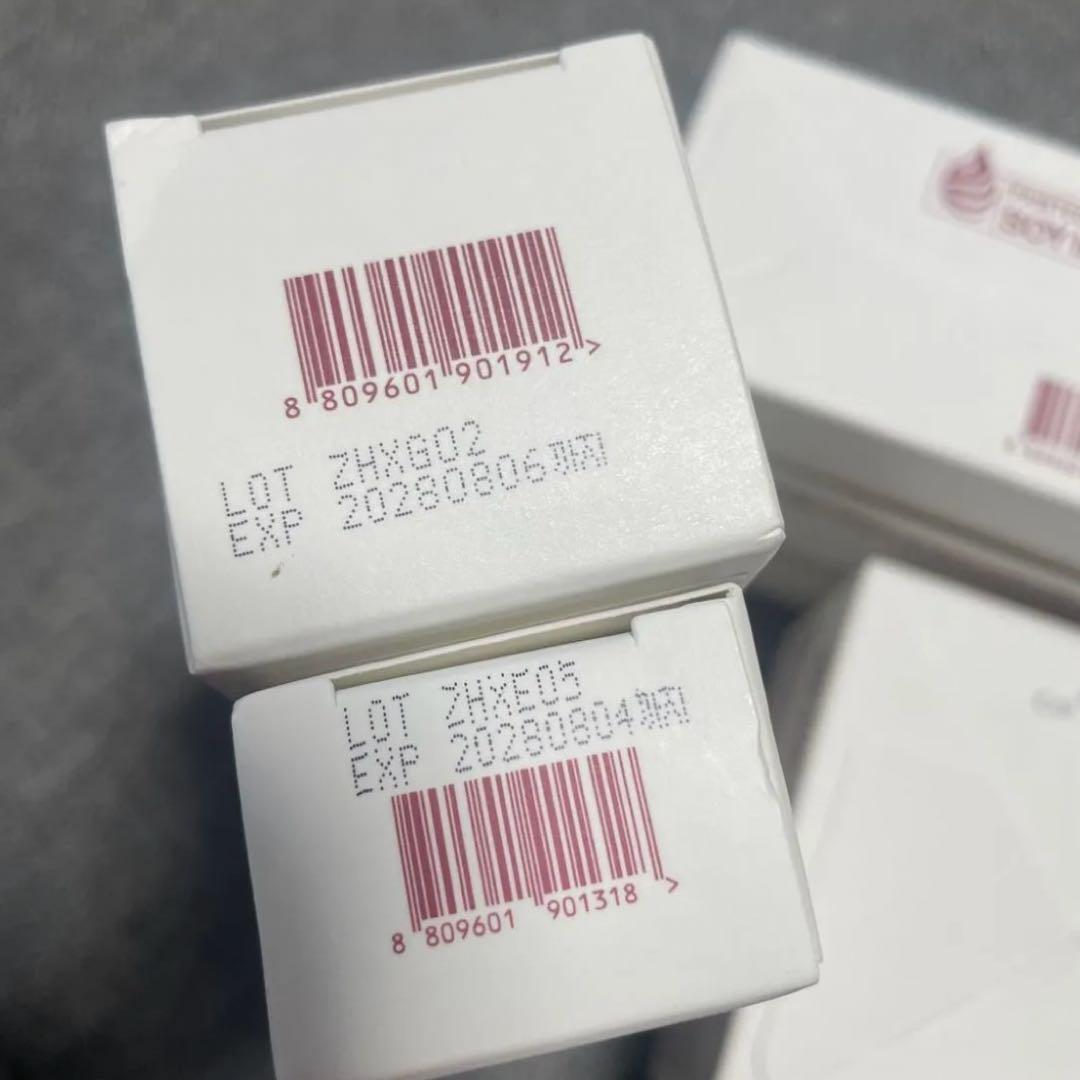 8 809601 901912 >
LOT ZHXG02
EXP 20280806까지
LOT ZHXE05
EXP 20280804까지
8 809601 901318 >